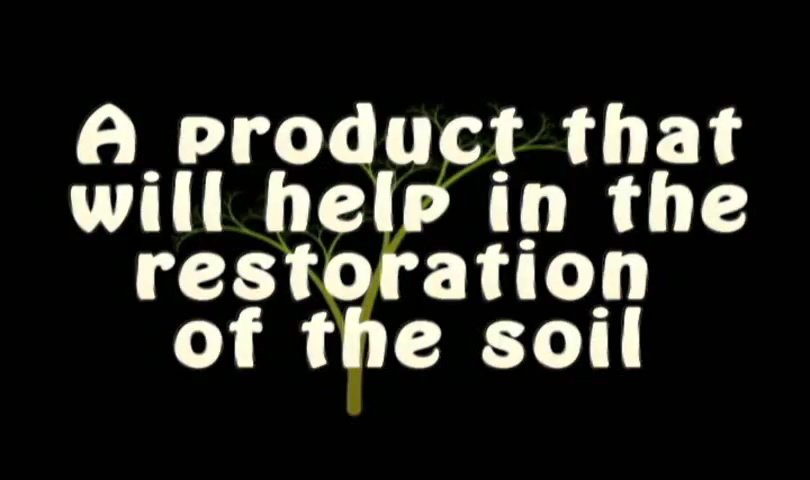 A product that
will help in the
restoration
of the soil